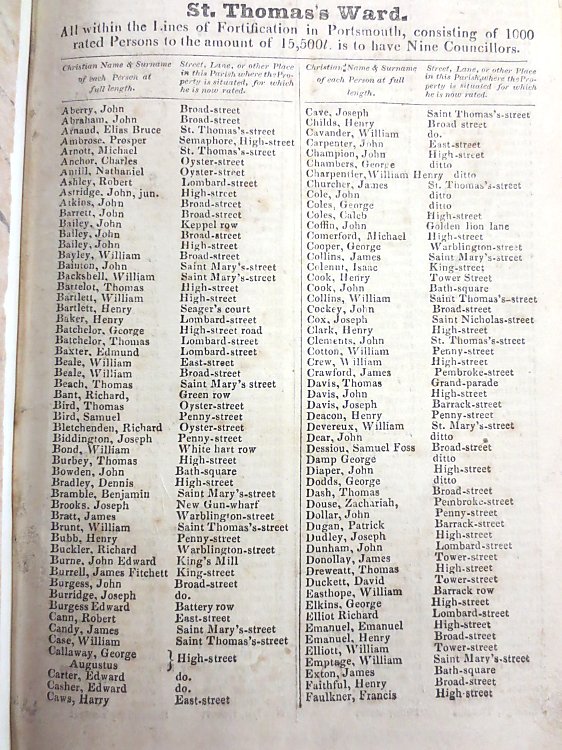 St. Thomas's Ward.
All within the Lines of Fortification in Portsmouth, consisting of 1000
rated Persons to the amount of 15,500l. is to have Nine Councillors.
Christian Name & Surname
of each Person at
full length.
Street, Lane, or other Place
in this Parish where the Pro-
perty is situated, for which
he is now rated.
Aberry, John Broad-street
Abraham, John Broad-street
Arnaud, Elias Bruce St. Thomas's-street
Ambrose, Prosper Semaphore, High-street
Arnott, Michael St. Thomas's-street
Anchor, Charles Oyster-street
Antill, Nathaniel Oyster-street
Ashley, Robert Lombard-street
Astridge, John, jun. High-street
Atkins, John Broad-street
Barrett, John Broad-street
Bailey, John Keppel row
Bailey, John Broad-street
Bailey, John High-street
Bayley, William Broad-street
Bainton, John Saint Mary's-street
Backshell, William Saint Mary's-street
Bartelot, Thomas High-street
Bartlett, William High-street
Bartlett, Henry Seager's court
Baker, Henry Lombard-street
Batchelor, George High-street road
Batchelor, Thomas Lombard-street
Baxter, Edmund Lombard-street
Beale, William East-street
Beale, William Broad-street
Beach, Thomas Saint Mary's street
Bant, Richard, Green row
Bird, Thomas Oyster-street
Bird, Samuel Penny-street
Bletchenden, Richard Oyster-street
Biddington, Joseph Penny-street
Bond, William White hart row
Burbey, Thomas High-street
Bowden, John Bath-square
Bradley, Dennis High-street
Bramble, Benjamin Saint Mary's-street
Brooks, Joseph New Gun-wharf
Bratt, James Warblington-street
Brunt, William Saint Thomas's-street
Bubb, Henry Penny-street
Buckler, Richard Warblington-street
Burne, John Edward King's Mill
Burrell, James Fitchett King-street
Burgess, John Broad-street
Burridge, Joseph do.
Burgess Edward Battery row
Cann, Robert East-street
Candy, James Saint Mary's-street
Case, William Saint Thomas's-street
Callaway, George
Augustus } High-street
Carter, Edward do.
Casher, Edward do.
Caws, Harry East-street
Christian Name & Surname
of each Person at full
length.
Street, Lane, or other Place
in this Parish, where the Pro-
perty is situated for which
he is now rated.
Cave, Joseph Saint Thomas's-street
Childs, Henry Broad street
Cavander, William do.
Carpenter, John East-street
Champion, John High-street
Chambers, George ditto
Charpentier, William Henry ditto
Churcher, James St. Thomas's-street
Cole, John ditto
Coles, George ditto
Coles, Caleb High-street
Coffin, John Golden lion lane
Comerford, Michael High-street
Cooper, George Warblington-street
Collins, James Saint Mary's-street
Colenut, Isaac King-street
Cook, Henry Tower Street
Cook, John Bath-square
Collins, William Saint Thomas's-street
Cockey, John Broad-street
Cox, Joseph Saint Nicholas-street
Clark, Henry High-street
Clements, John St. Thomas's-street
Cotton, William Penny-street
Crew, William High-street
Crawford, James Pembroke-street
Davis, Thomas Grand-parade
Davis, John High-street
Davis, Joseph Barrack-street
Deacon, Henry Penny-street
Devereux, William St. Mary's-street
Dear, John ditto
Dessiou, Samuel Foss Broad-street
Damp George ditto
Diaper, John High-street
Dodds, George ditto
Dash, Thomas Broad-street
Douse, Zachariah, Pembroke-street
Dollar, John Penny-street
Dugan, Patrick Barrack-street
Dudley, Joseph High-street
Dunham, John Lombard-street
Donollay, James Tower-street
Dreweatt, Thomas High-street
Duckett, David Tower-street
Easthope, William Barrack row
Elkins, George High-street
Elliot Richard Lombard-street
Emanuel, Emanuel High-street
Emanuel, Henry Broad-street
Elliott, William Tower-street
Emptage, William Saint Mary's-street
Exton, James Bath-square
Faithful, Henry Broad-street
Faulkner, Francis High-street